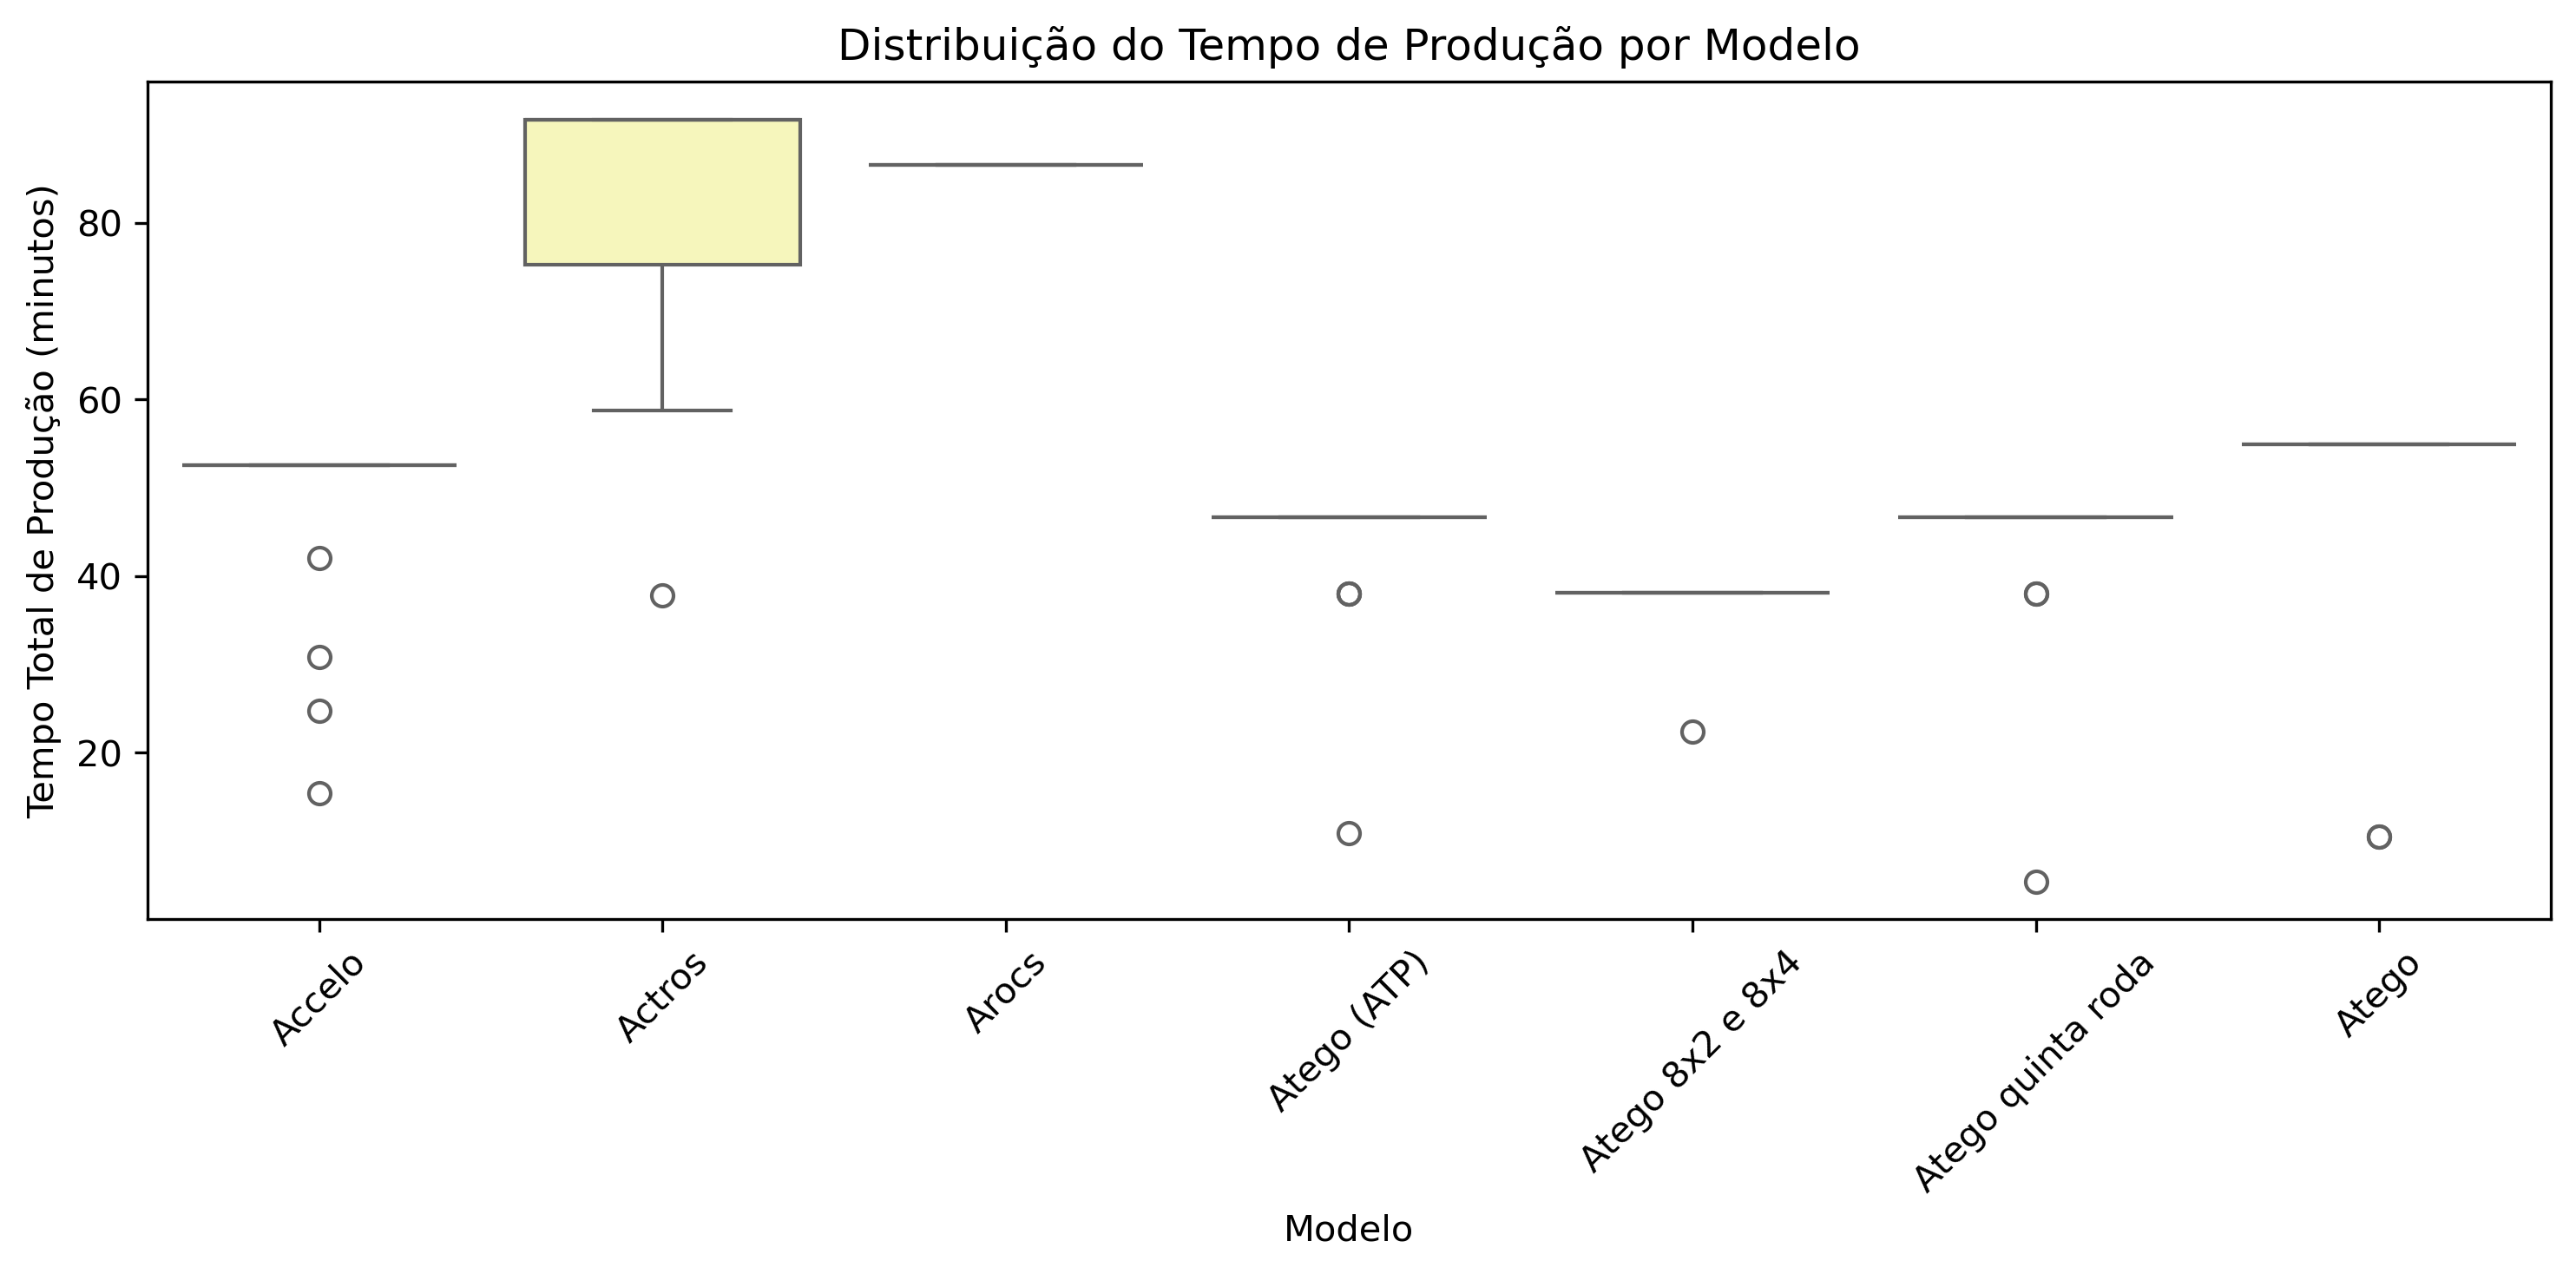 Distribuição do Tempo de Produção por Modelo
Tempo Total de Produção (minutos)
80
60
40
20
Accelo
Actros
Arocs
Atego (ATP)
Atego 8x2 e 8x4
Atego quinta roda
Atego
Modelo